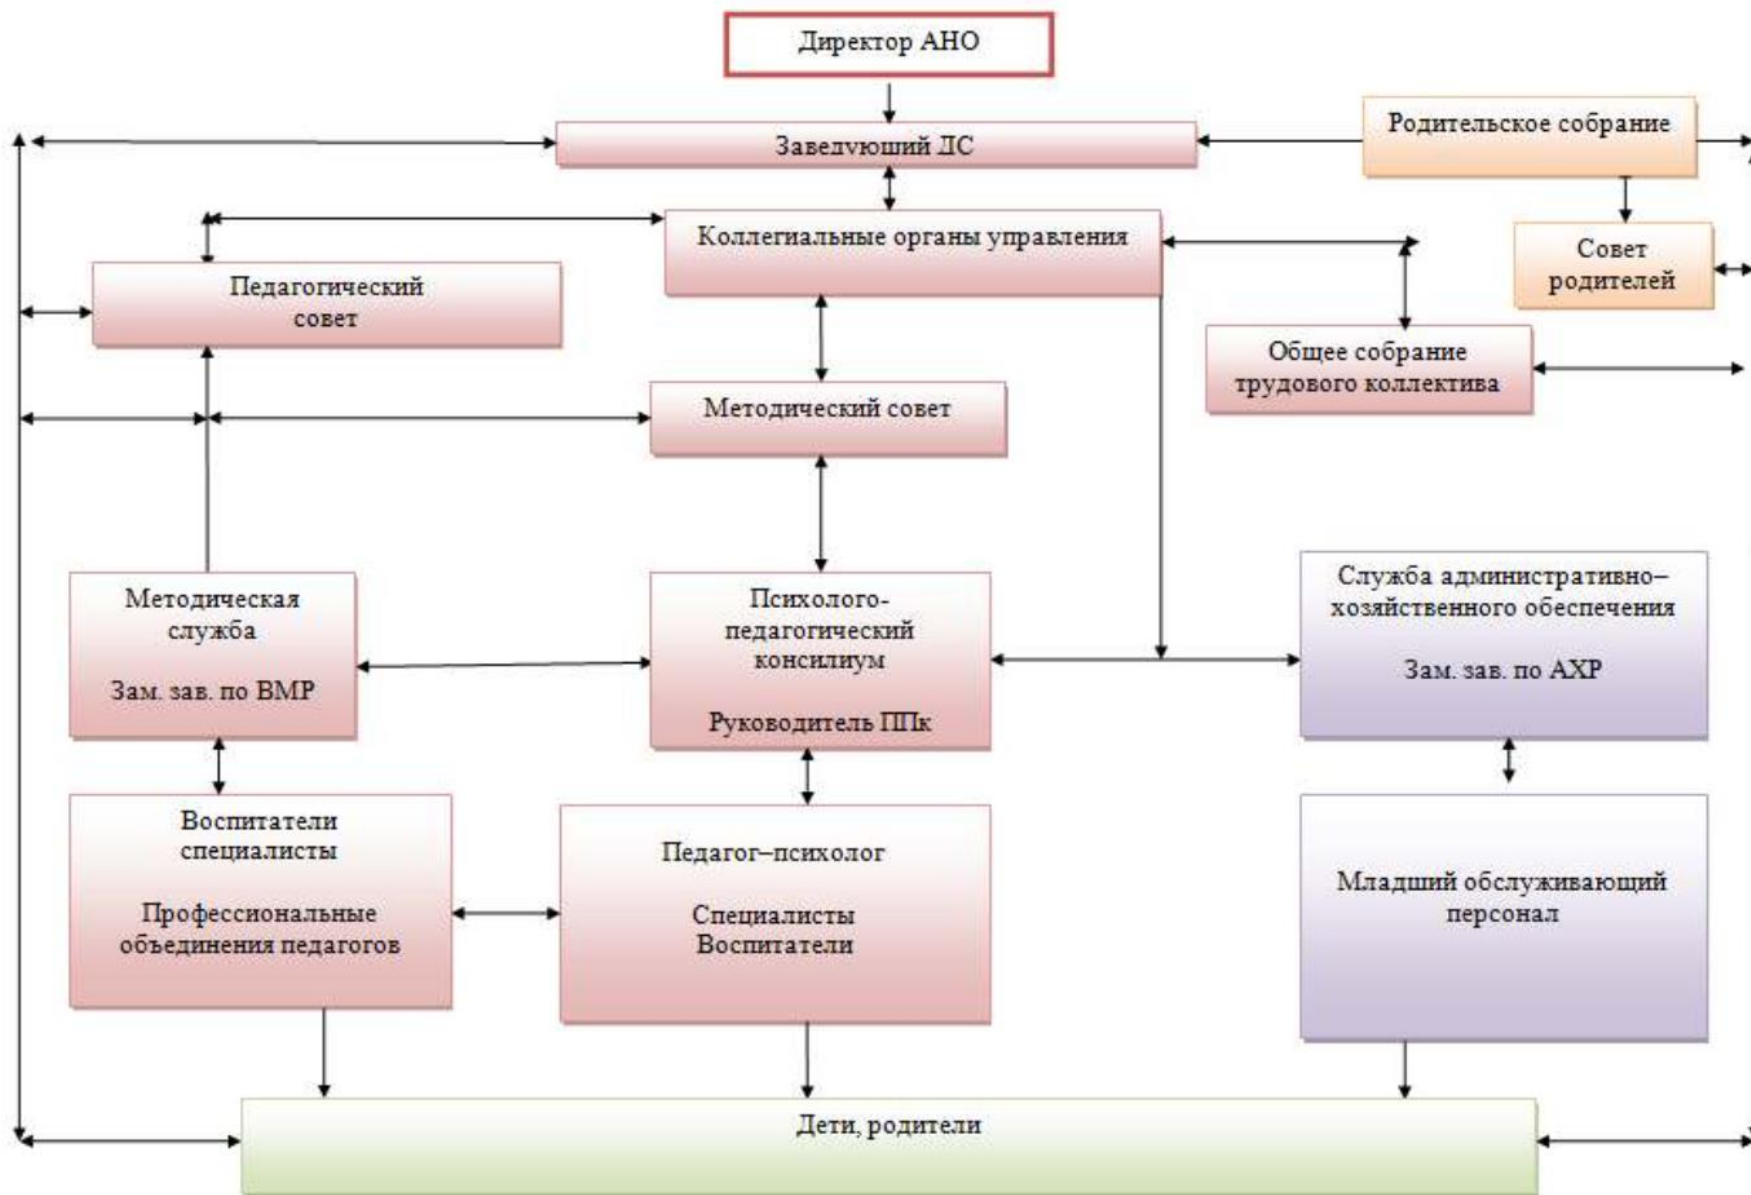 Директор АНО
Родительское собрание
Заведующий ДС
Коллегиальные органы управления
Совет
родителей
Педагогический
совет
Общее собрание
трудового коллектива
Методический совет
Методическая
служба
Зам. зав. по ВМР
Психолого-
педагогический
консилиум
Руководитель ППк
Служба административно–
хозяйственного обеспечения
Зам. зав. по АХР
Воспитатели
специалисты
Профессиональные
объединения педагогов
Педагог–психолог
Специалисты
Воспитатели
Младший обслуживающий
персонал
Дети, родители